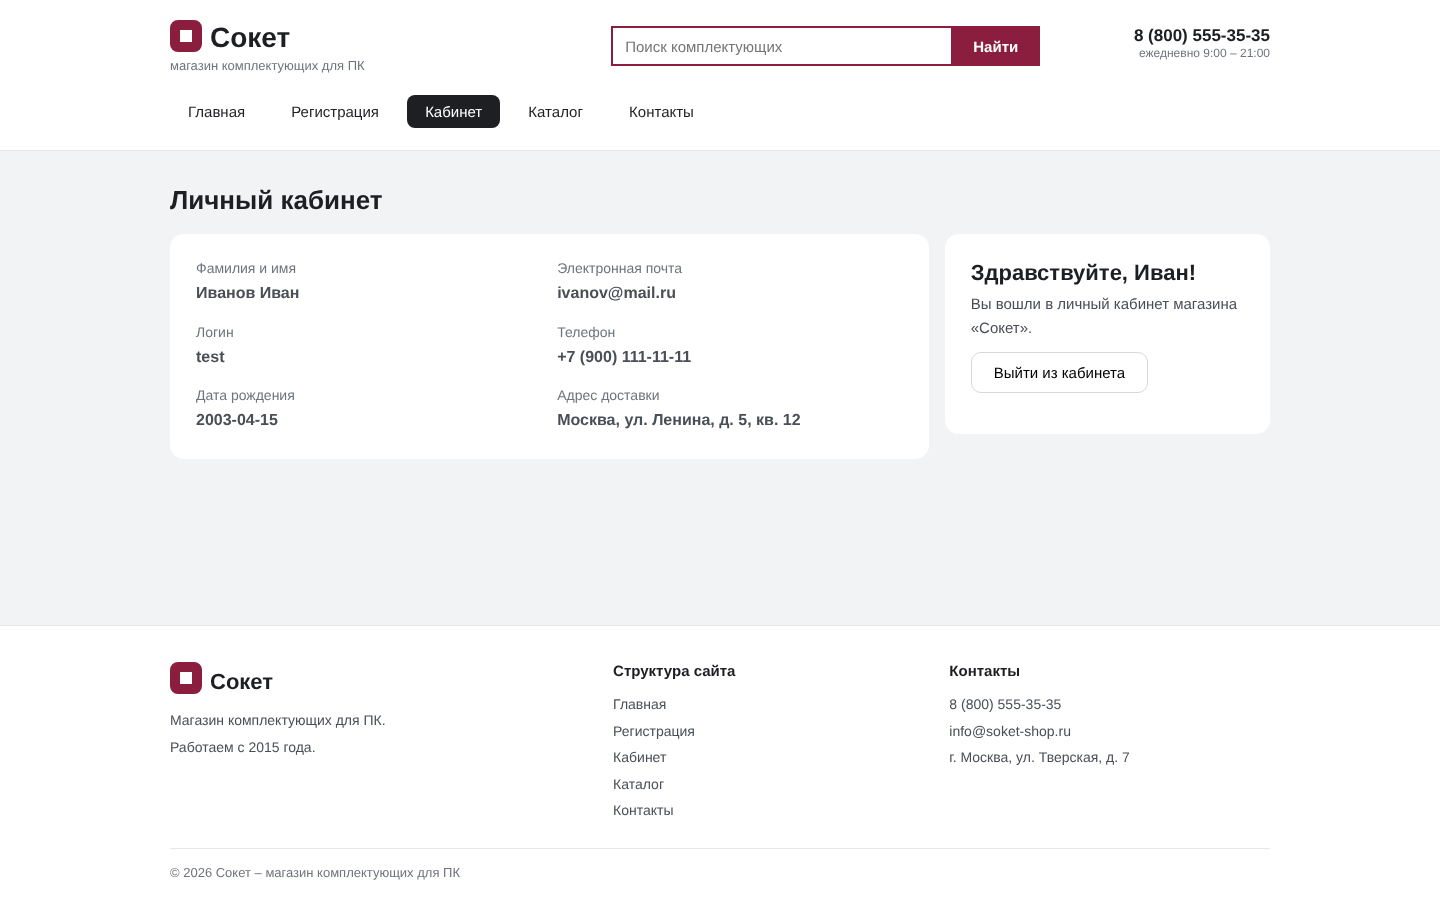 Сокет
магазин комплектующих для ПК
Поиск комплектующих
Найти
8 (800) 555-35-35
ежедневно 9:00 – 21:00
Главная
Регистрация
Кабинет
Каталог
Контакты
Личный кабинет
Фамилия и имя
Иванов Иван
Электронная почта
ivanov@mail.ru
Логин
test
Телефон
+7 (900) 111-11-11
Дата рождения
2003-04-15
Адрес доставки
Москва, ул. Ленина, д. 5, кв. 12
Здравствуйте, Иван!
Вы вошли в личный кабинет магазина
«Сокет».
Выйти из кабинета
Сокет
Магазин комплектующих для ПК.
Работаем с 2015 года.
Структура сайта
Главная
Регистрация
Кабинет
Каталог
Контакты
Контакты
8 (800) 555-35-35
info@soket-shop.ru
г. Москва, ул. Тверская, д. 7
© 2026 Сокет – магазин комплектующих для ПК